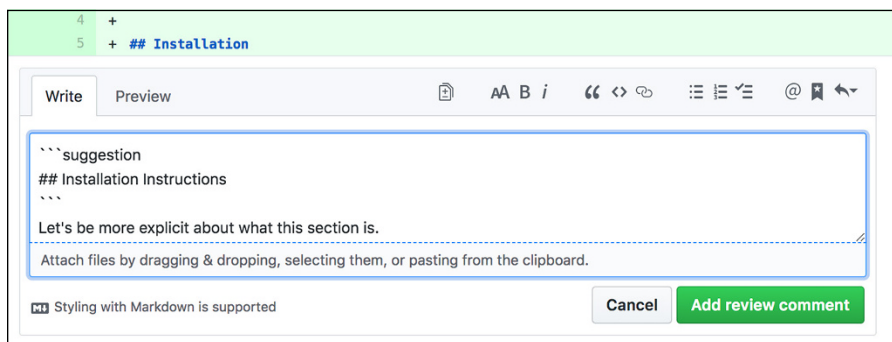 4 +
5 + ## Installation
Write Preview AA B i “ <> @
```suggestion
## Installation Instructions
```
Let's be more explicit about what this section is.
Attach files by dragging & dropping, selecting them, or pasting from the clipboard.
Styling with Markdown is supported Cancel Add review comment